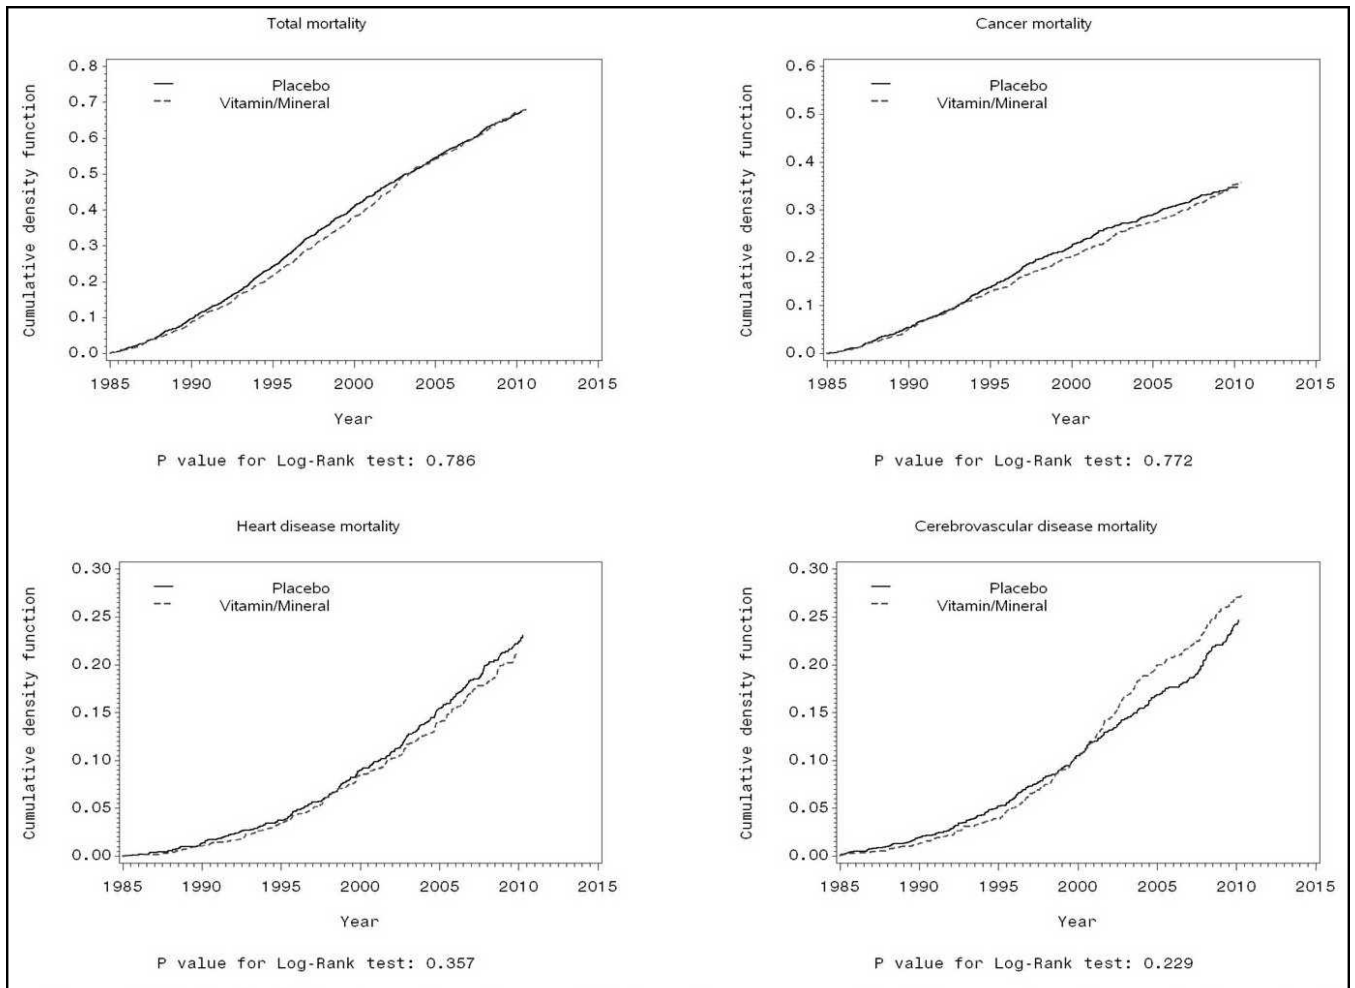 Total mortality
Cumulative density function
0.8
0.7
0.6
0.5
0.4
0.3
0.2
0.1
0.0
Placebo
Vitamin/Mineral
1985 1990 1995 2000 2005 2010 2015
Year
P value for Log-Rank test: 0.786
Cancer mortality
Cumulative density function
0.6
0.5
0.4
0.3
0.2
0.1
0.0
Placebo
Vitamin/Mineral
1985 1990 1995 2000 2005 2010 2015
Year
P value for Log-Rank test: 0.772
Heart disease mortality
Cumulative density function
0.30
0.25
0.20
0.15
0.10
0.05
0.00
Placebo
Vitamin/Mineral
1985 1990 1995 2000 2005 2010 2015
Year
P value for Log-Rank test: 0.357
Cerebrovascular disease mortality
Cumulative density function
0.30
0.25
0.20
0.15
0.10
0.05
0.00
Placebo
Vitamin/Mineral
1985 1990 1995 2000 2005 2010 2015
Year
P value for Log-Rank test: 0.229